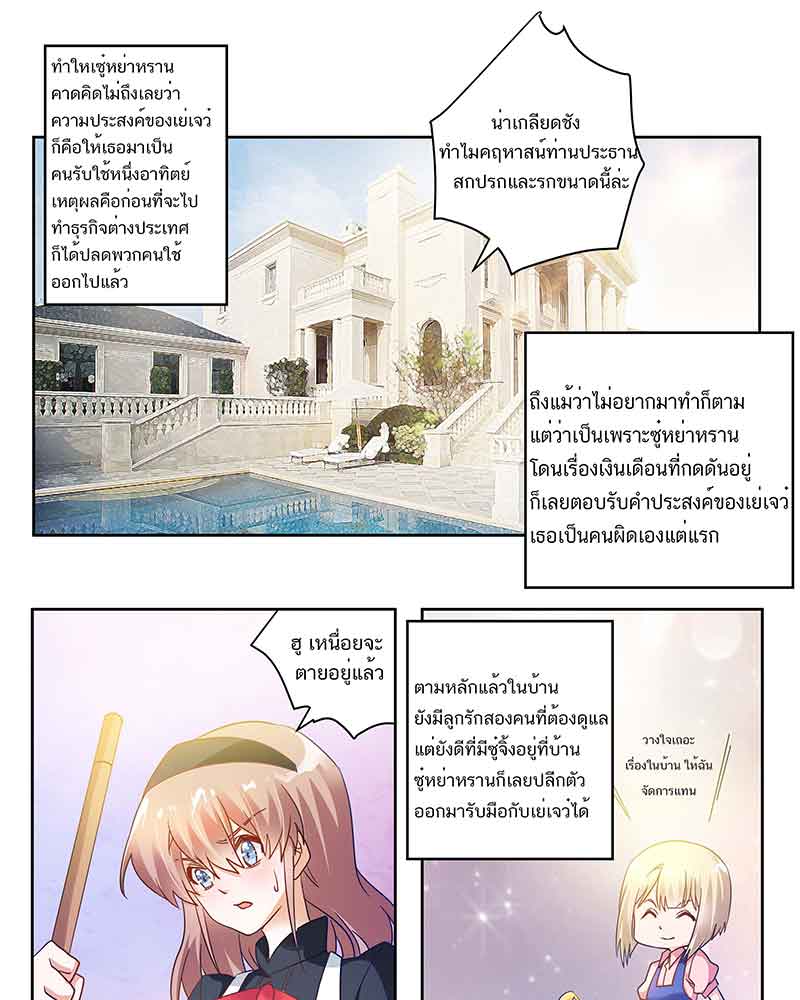 ทำใหเซู๋หย่าหราน
คาดคิดไม่ถึงเลยว่า
ความประสงค์ของเย่เจว๋
ก็คือให้เธอมาเป็น
คนรับใช้หนึ่งอาทิตย์
เหตุผลคือก่อนที่จะไป
ทำธุรกิจต่างประเทศ
ก็ได้ปลดพวกคนใช้
ออกไปแล้ว
น่าเกลียดชัง
ทำไมคฤหาสน์ท่านประธาน
สกปรกและรกขนาดนี้ล่ะ
ถึงแม้ว่าไม่อยากมาทำก็ตาม
แต่ว่าเป็นเพราะซู๋หย่าหราน
โดนเรื่องเงินเดือนที่กดดันอยู่
ก็เลยตอบรับคำประสงค์ของเย่เจว๋
เธอเป็นคนผิดเองแต่แรก
ฮู เหนื่อยจะ
ตายอยู่แล้ว
ตามหลักแล้วในบ้าน
ยังมีลูกรักสองคนที่ต้องดูแล
แต่ยังดีที่มีซู๋จิ้งอยู่ที่บ้าน
ซู๋หย่าหรานก็เลยปลีกตัว
ออกมารับมือกับเย่เจว๋ได้
วางใจเถอะ
เรื่องในบ้าน ให้ฉัน
จัดการแทน